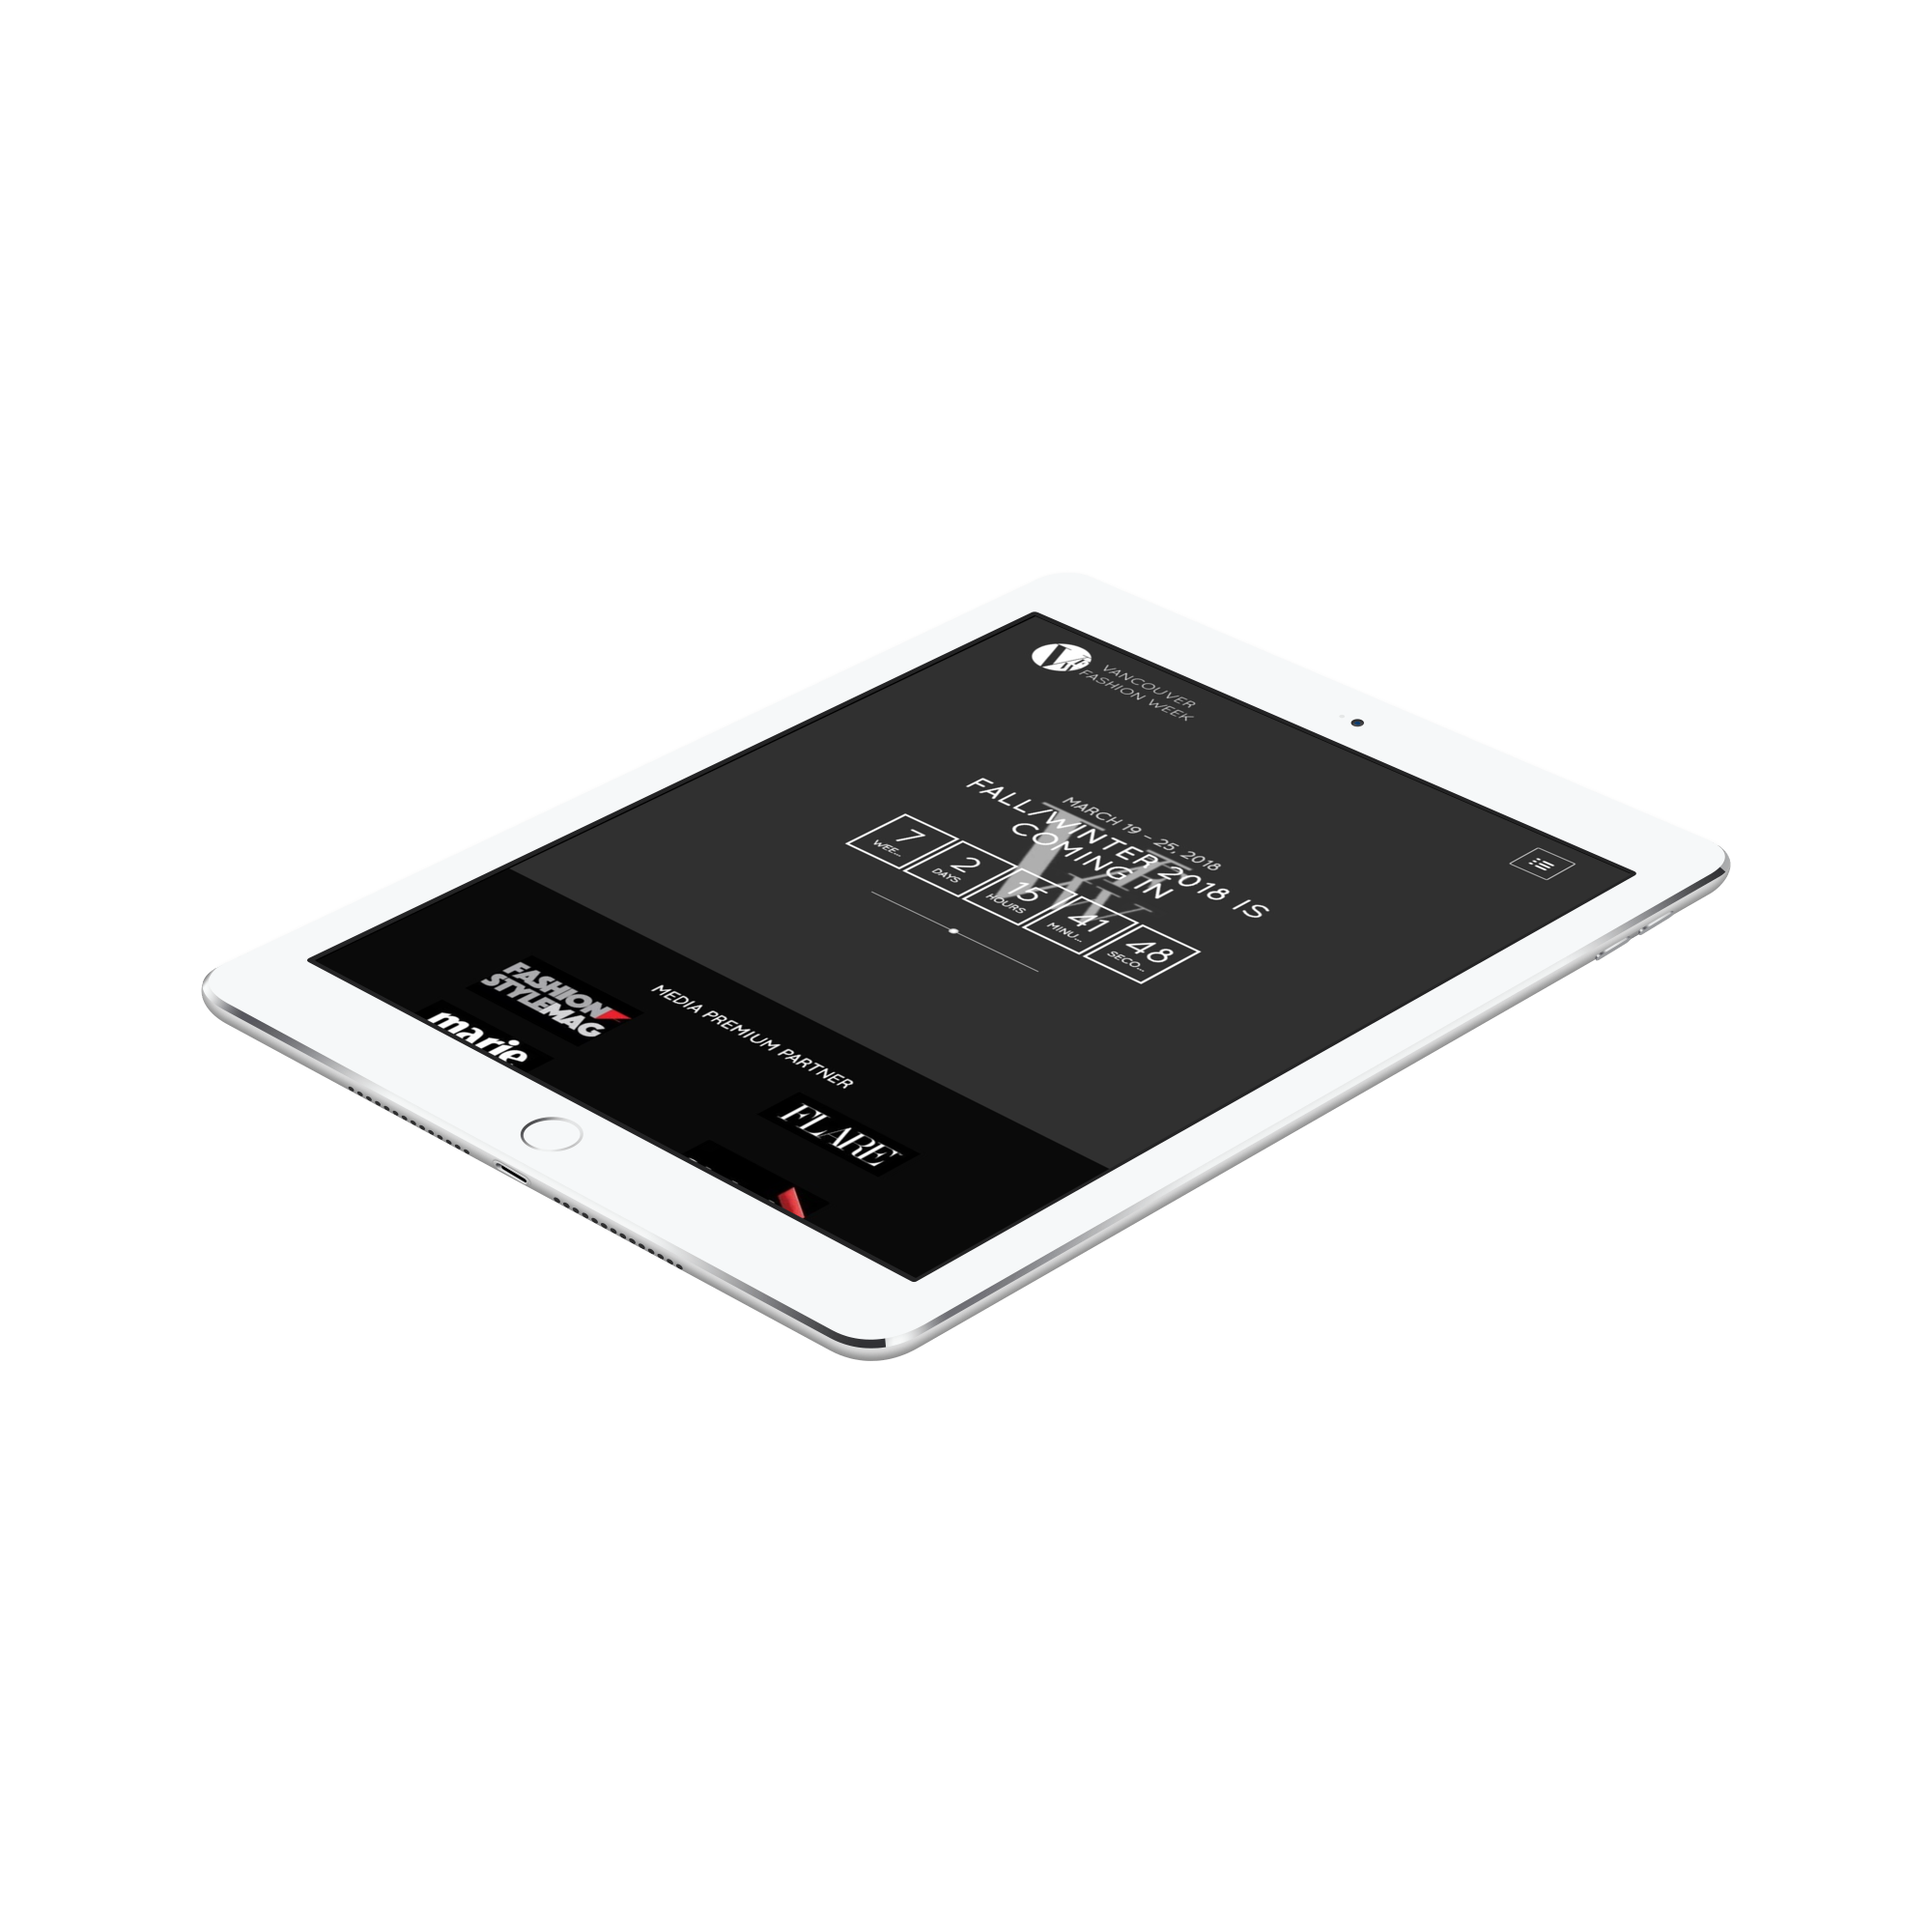 VANCOUVER
FASHION WEEK
MARCH 19 - 25, 2018
FALL/WINTER 2018 IS
COMING IN
7
WEE...
2
DAYS
15
HOURS
41
MINU...
48
SECO...
MEDIA PREMIUM PARTNER
FASHION
STYLEMAG
FLARE
marie